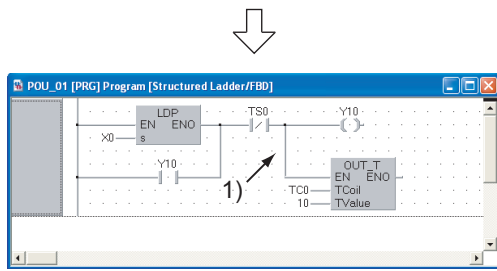 POU_01 [PRG] Program [Structured Ladder/FBD]
LDP
EN ENO
X0 s
TS0
Y10
Y10
1)
OUT_T
EN ENO
TC0 TCoil
10 TValue